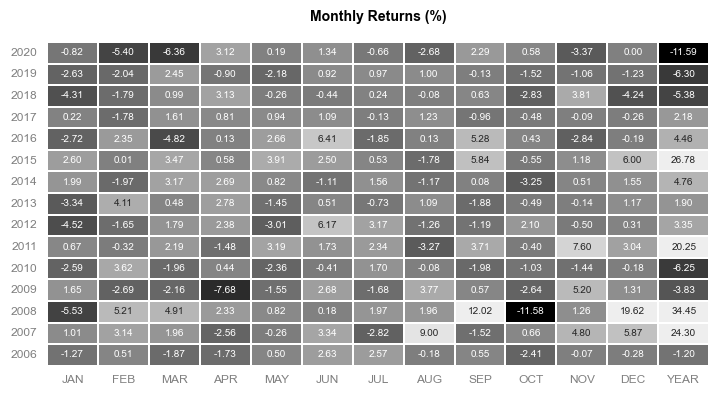 Monthly Returns (%)
2020 -0.82 -5.40 -6.36 3.12 0.19 1.34 -0.66 -2.68 2.29 0.58 -3.37 0.00 -11.59
2019 -2.63 -2.04 2.45 -0.90 -2.18 0.92 0.97 1.00 -0.13 -1.52 -1.06 -1.23 -6.30
2018 -4.31 -1.79 0.99 3.13 -0.26 -0.44 0.24 -0.08 0.63 -2.83 3.81 -4.24 -5.38
2017 0.22 -1.78 1.61 0.81 0.94 1.09 -0.13 1.23 -0.96 -0.48 -0.09 -0.26 2.18
2016 -2.72 2.35 -4.82 0.13 2.66 6.41 -1.85 0.13 5.28 0.43 -2.84 -0.19 4.46
2015 2.60 0.01 3.47 0.58 3.91 2.50 0.53 -1.78 5.84 -0.55 1.18 6.00 26.78
2014 1.99 -1.97 3.17 2.69 0.82 -1.11 1.56 -1.17 0.08 -3.25 0.51 1.55 4.76
2013 -3.34 4.11 0.48 2.78 -1.45 0.51 -0.73 1.09 -1.88 -0.49 -0.14 1.17 1.90
2012 -4.52 -1.65 1.79 2.38 -3.01 6.17 3.17 -1.26 -1.19 2.10 -0.50 0.31 3.35
2011 0.67 -0.32 2.19 -1.48 3.19 1.73 2.34 -3.27 3.71 -0.40 7.60 3.04 20.25
2010 -2.59 3.62 -1.96 0.44 -2.36 -0.41 1.70 -0.08 -1.98 -1.03 -1.44 -0.18 -6.25
2009 1.65 -2.69 -2.16 -7.68 -1.55 2.68 -1.68 3.77 0.57 -2.64 5.20 1.31 -3.83
2008 -5.53 5.21 4.91 2.33 0.82 0.18 1.97 1.96 12.02 -11.58 1.26 19.62 34.45
2007 1.01 3.14 1.96 -2.56 -0.26 3.34 -2.82 9.00 -1.52 0.66 4.80 5.87 24.30
2006 -1.27 0.51 -1.87 -1.73 0.50 2.63 2.57 -0.18 0.55 -2.41 -0.07 -0.28 -1.20
JAN FEB MAR APR MAY JUN JUL AUG SEP OCT NOV DEC YEAR